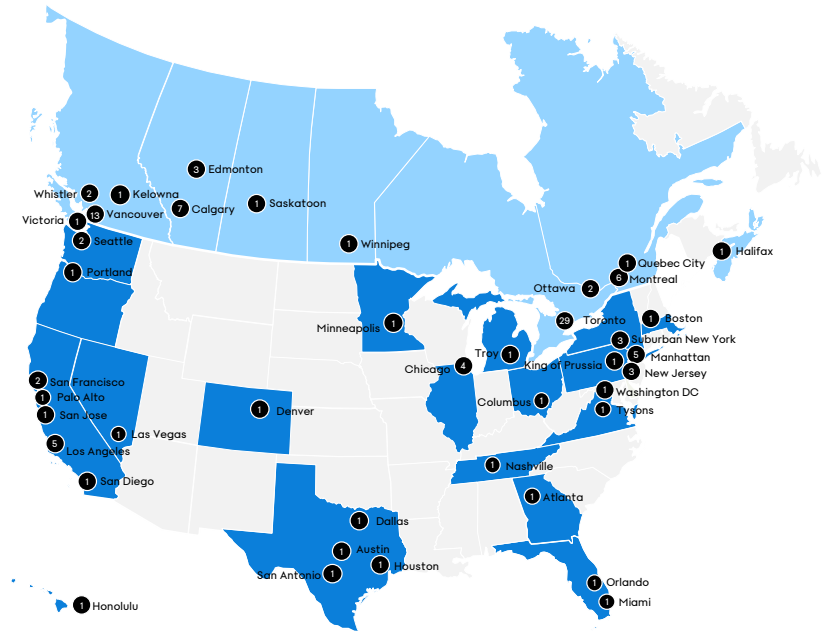 3 Edmonton
Whistler 2
1 Kelowna
7 Calgary
1 Saskatoon
13 Vancouver
Victoria 1
2 Seattle
1 Winnipeg
1 Halifax
1 Quebec City
6 Montreal
Ottawa 2
1 Portland
29 Toronto
1 Boston
Minneapolis 1
3 Suburban New York
Troy 1
5 Manhattan
King of Prussia 1
Chicago 4
3 New Jersey
2 San Francisco
1 Washington DC
1 Palo Alto
Columbus 1
1 Denver
1 Tysons
1 San Jose
1 Las Vegas
5 Los Angeles
1 Nashville
1 San Diego
1 Atlanta
1 Dallas
1 Austin
1 Houston
San Antonio 1
1 Orlando
1 Honolulu
1 Miami